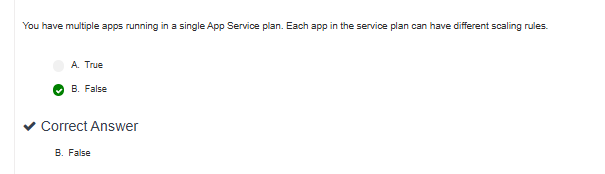 You have multiple apps running in a single App Service plan. Each app in the service plan can have different scaling rules.
A. True
B. False
Correct Answer
B. False